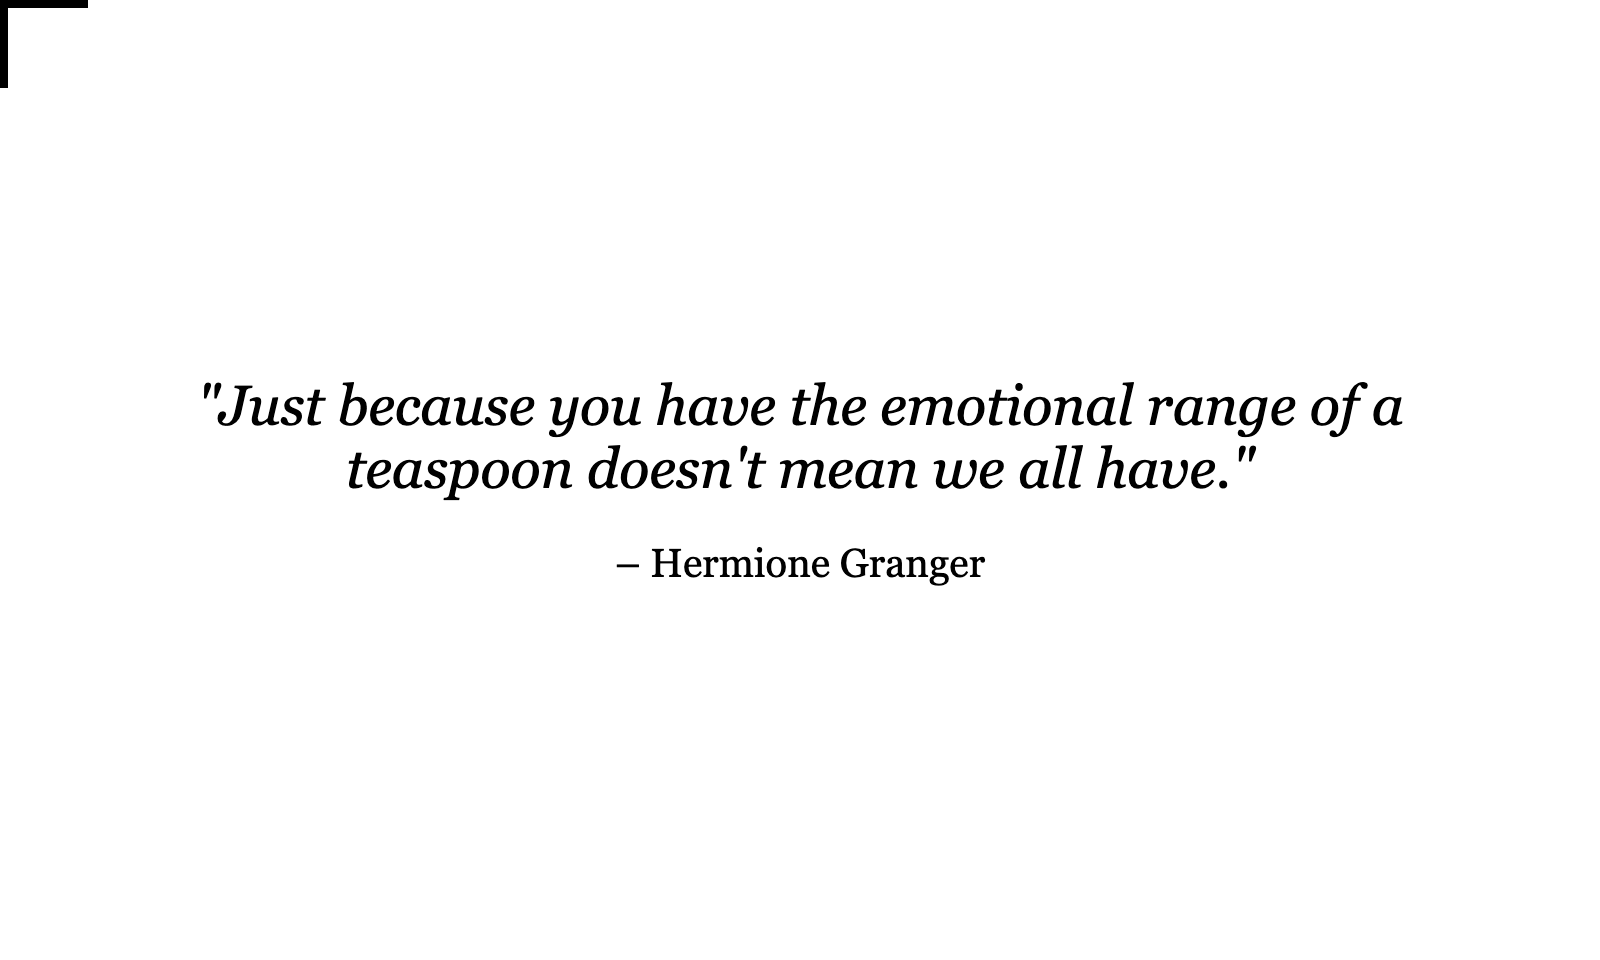 "Just because you have the emotional range of a
teaspoon doesn't mean we all have."
– Hermione Granger